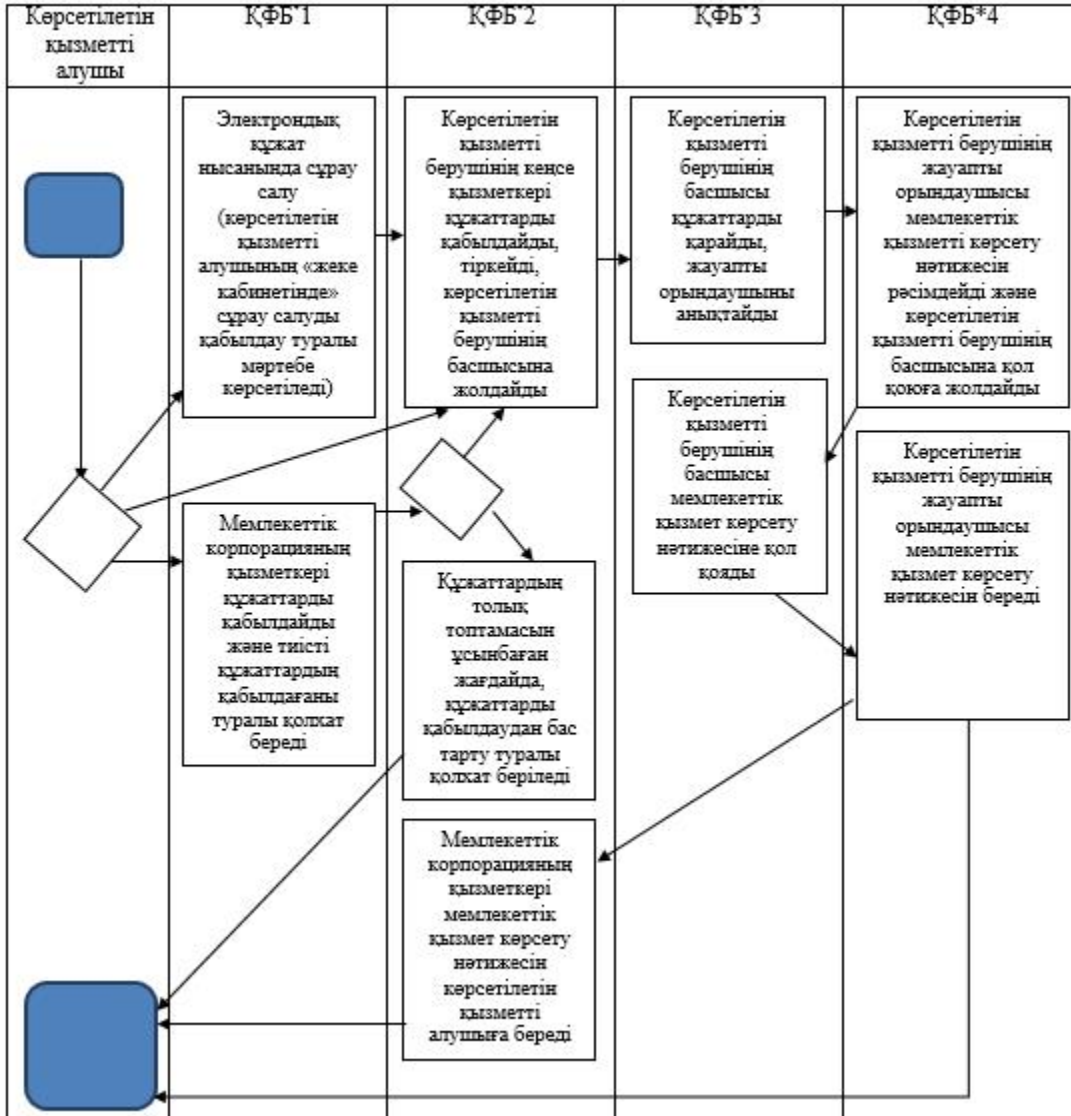 Көрсетілетін
қызметті
алушы
ҚФБ*1
ҚФБ*2
ҚФБ*3
ҚФБ*4
Электрондық
құжат
нысанында сұрау
салу
(көрсетілетін
қызметті
алушының «жеке
кабинетінде»
сұрау салуды
қабылдау туралы
мәртебе
көрсетіледі)
Көрсетілетін
қызметті
берушінің кеңсе
қызметкері
құжаттарды
қабылдайды,
тіркейді,
көрсетілетін
қызметті
берушінің
басшысына
жолдайды
Көрсетілетін
қызметті
берушінің
басшысы
құжаттарды
қарайды,
жауапты
орындаушыны
анықтайды
Көрсетілетін
қызметті берушінің
жауапты
орындаушысы
мемлекеттік
қызметті көрсету
нәтижесін
рәсімдейді және
көрсетілетін
қызметті берушінің
басшысына қол
қоюға жолдайды
Мемлекеттік
корпорацияның
қызметкері
құжаттарды
қабылдайды
және тиісті
құжаттардың
қабылдағаны
туралы қолхат
береді
Құжаттардың
толық
топтамасын
ұсынбаған
жағдайда,
құжаттарды
қабылдаудан бас
тарту туралы
қолхат беріледі
Көрсетілетін
қызметті
берушінің
басшысы
мемлекеттік
қызмет көрсету
нәтижесіне қол
қояды
Көрсетілетін
қызметті берушінің
жауапты
орындаушысы
мемлекеттік
қызмет көрсету
нәтижесін береді
Мемлекеттік
корпорацияның
қызметкері
мемлекеттік
қызмет көрсету
нәтижесін
көрсетілетін
қызметті
алушыға береді